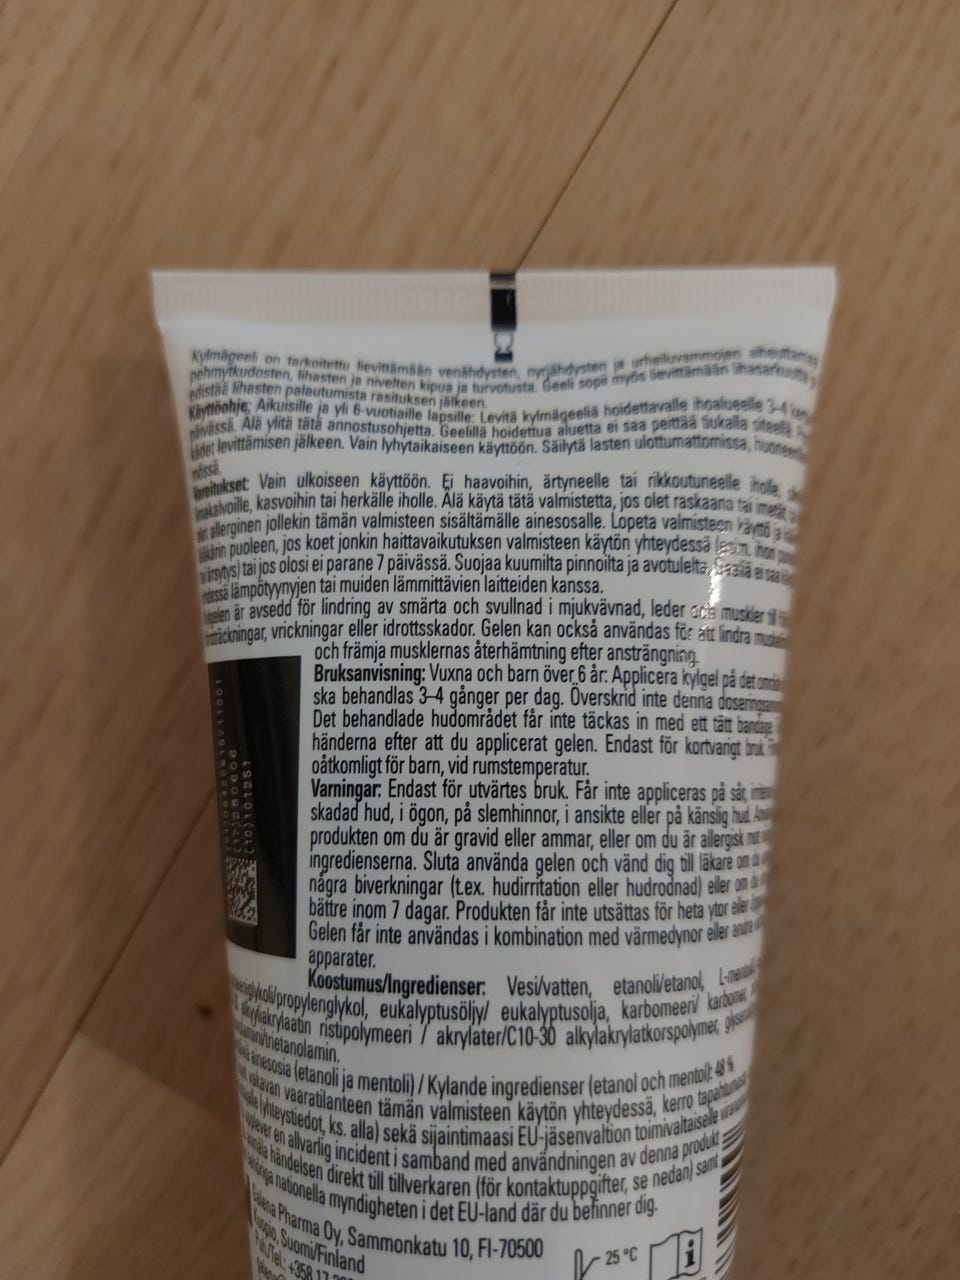 Kylmägeeli on tarkoitettu lievittämään venähdysten, nyrjähdysten ja urheiluvammojen aiheuttamaa
pehmytkudosten, lihasten ja nivelten kipua ja turvotusta. Geeli sopii myös lievittämään lihasarkuutta
edistää lihasten palautumista rasituksen jälkeen.
Käyttöohje: Aikuisille ja yli 6-vuotiaille lapsille: Levitä kylmägeeliä hoidettavalle ihoalueelle 3–4
päivässä. Älä ylitä tätä annostusohjetta. Geelillä hoidettua aluetta ei saa peittää tiukalla siteellä.
kädet levittämisen jälkeen. Vain lyhytaikaiseen käyttöön. Säilytä lasten ulottumattomissa,
Varoitukset: Vain ulkoiseen käyttöön. Ei haavoihin, ärtyneelle tai rikkoutuneelle iholle,
kasvoihin tai herkälle iholle. Älä käytä tätä valmistetta, jos olet raskaana tai imetät
allerginen jollekin tämän valmisteen sisältämälle ainesosalle. Lopeta valmisteen käyttö ja
puoleen, jos koet jonkin haittavaikutuksen valmisteen käytön yhteydessä
ärsytys) tai jos olosi ei parane 7 päivässä. Suojaa kuumilta pinnoilta ja avotulelta.
lämpötyynyjen tai muiden lämmittävien laitteiden kanssa.
är avsedd för lindring av smärta och svullnad i mjukvävnad, leder och muskler
vrickningar eller idrottsskador. Gelen kan också användas för att lindra
och främja musklernas återhämtning efter ansträngning.
Bruksanvisning: Vuxna och barn över 6 år: Applicera kylgel på det
ska behandlas 3–4 gånger per dag. Överskrid inte denna
Det behandlade hudområdet får inte täckas in med ett tätt bandage.
händerna efter att du applicerat gelen. Endast för kortvarigt bruk.
oåtkomligt för barn, vid rumstemperatur.
Varningar: Endast för utvärtes bruk. Får inte appliceras på sår,
skadad hud, i ögon, på slemhinnor, i ansikte eller på känslig hud.
produkten om du är gravid eller ammar, eller om du är allergisk mot
ingredienserna. Sluta använda gelen och vänd dig till läkare om du
några biverkningar (t.ex. hudirritation eller hudrodnad) eller om du
bättre inom 7 dagar. Produkten får inte utsättas för heta ytor eller
Gelen får inte användas i kombination med värmedynor eller andra
apparater.
Koostumus/Ingredienser: Vesi/vatten, etanoli/etanol,
propylenglykol, eukalyptusöljy/ eukalyptusolja, karbomeeri/ karbomer,
alkyyliakrylaatin ristipolymeeri / akrylater/C10-30 alkylakrylatkorspolymer,
trietanolamin.
ainesosia (etanoli ja mentoli) / Kylande ingredienser (etanol och mentol): 48 %
vakavan vaaratilanteen tämän valmisteen käytön yhteydessä, kerro
(yhteystiedot, ks. alla) sekä sijaintimaasi EU-jäsenvaltion toimivaltaiselle
en allvarlig incident i samband med användningen av denna produkt
händelsen direkt till tillverkaren (för kontaktuppgifter, se nedan) samt
nationella myndigheten i det EU-land där du befinner dig.
Galena Pharma Oy, Sammonkatu 10, FI-70500
Kuopio, Suomi/Finland
Puh./Tel.: +358 17
25 °C
(17)280606
(10)101251